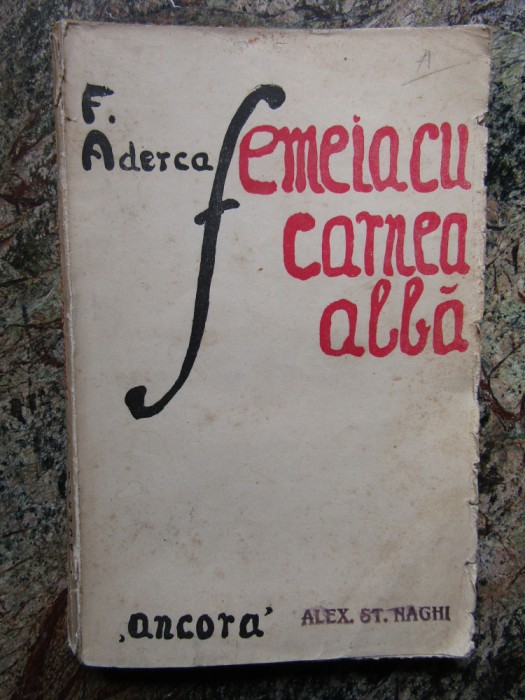 A
F.
Aderca
femeia cu
carnea
albă
‚ancora’
ALEX. ST. NAGHI